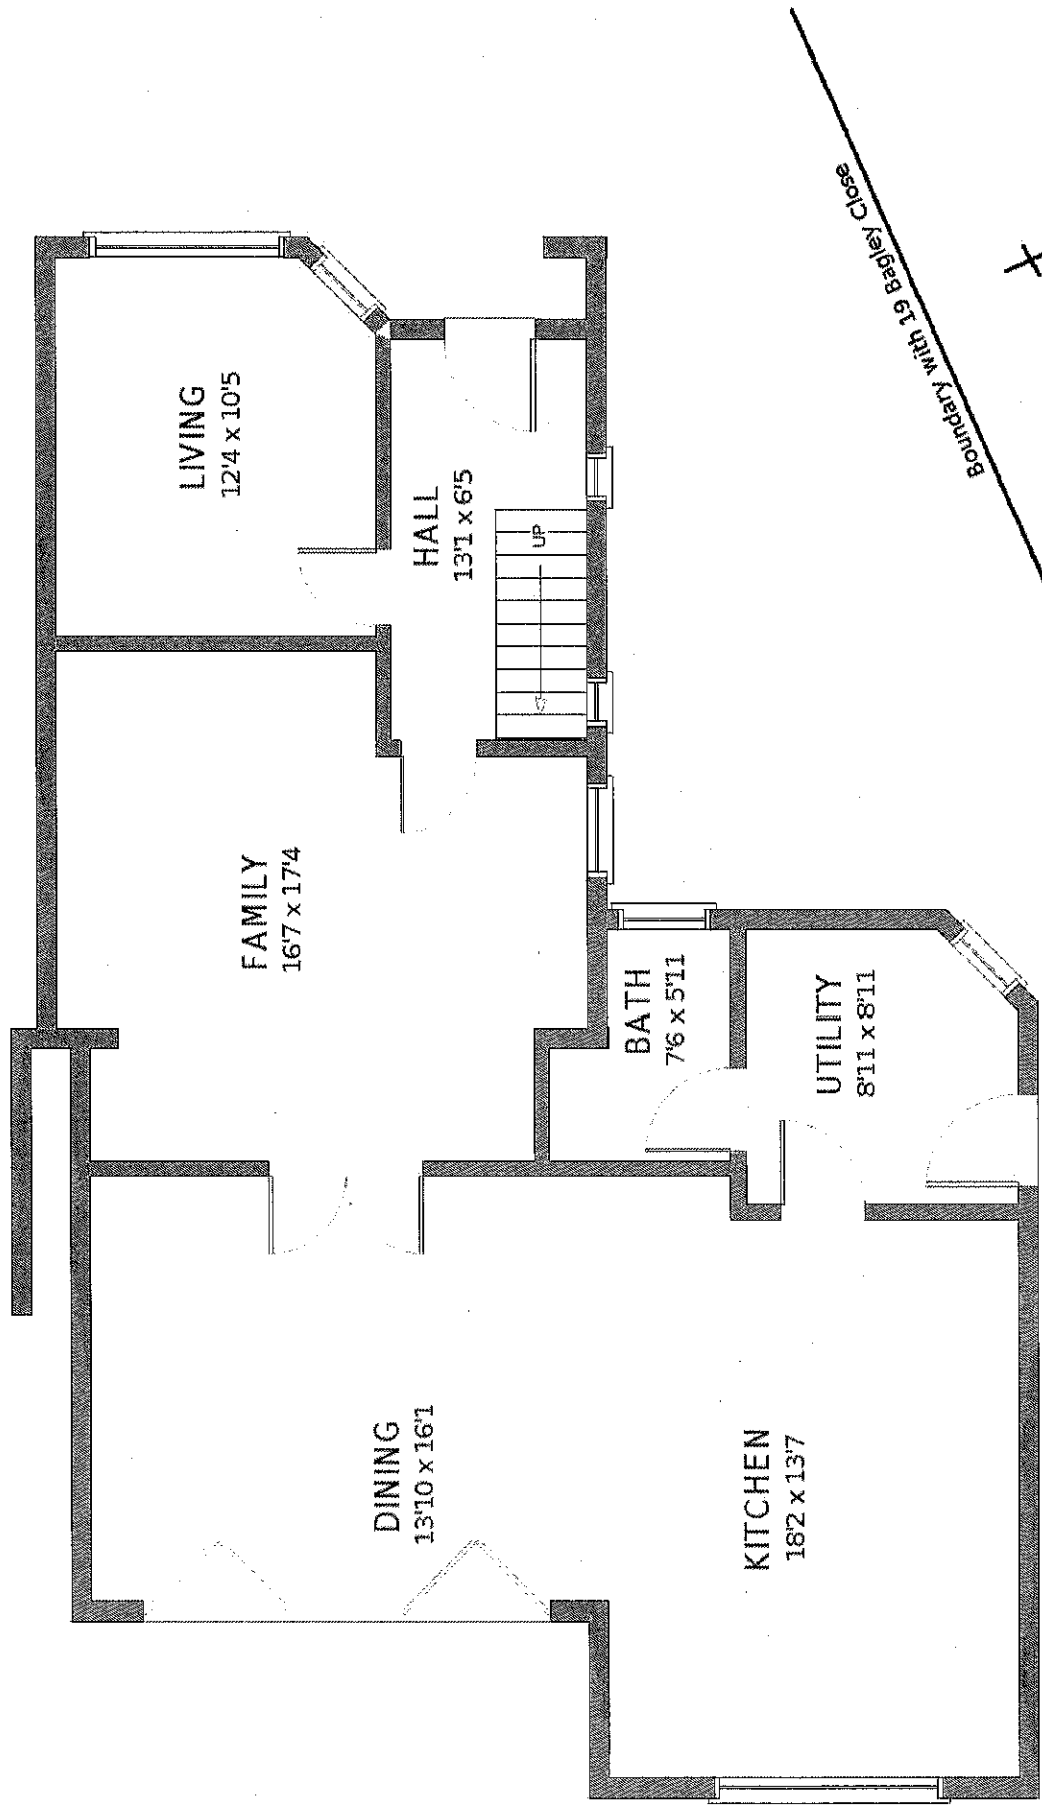 LIVING
12'4 x 10'5
HALL
13'1 x 6'5
UP
FAMILY
16'7 x 17'4
BATH
7'6 x 5'11
UTILITY
8'11 x 8'11
DINING
13'10 x 16'1
KITCHEN
18'2 x 13'7
Boundary with 19 Bagley Close